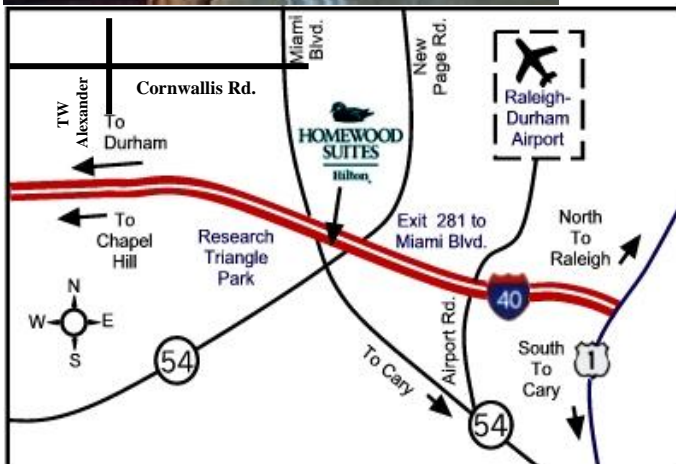 Miami
Blvd.
New
Page Rd.
Cornwallis Rd.
TW
Alexander
To
Durham
HOMEWOOD
SUITES
Hilton
Raleigh-
Durham
Airport
To
Chapel
Hill
Research
Triangle
Park
Exit 281 to
Miami Blvd.
North
To
Raleigh
40
N
W
E
S
54
To Cary
Airport Rd.
54
South
To
Cary
1